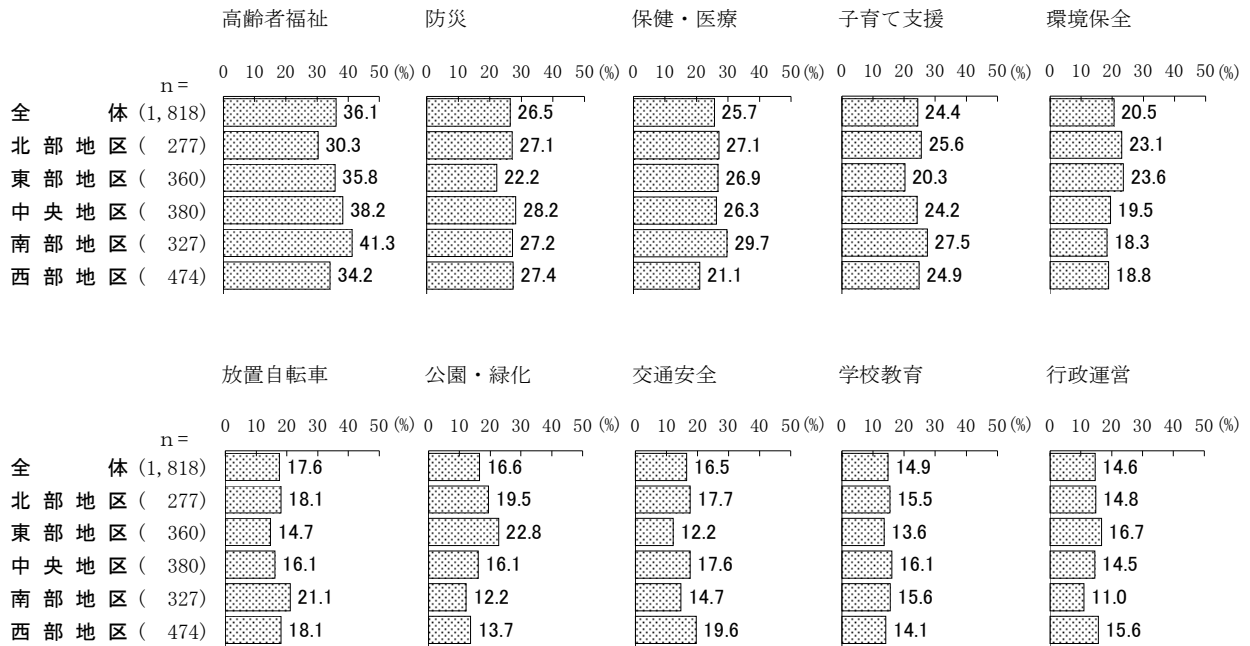 高齢者福祉 防災 保健・医療 子育て支援 環境保全
0 10 20 30 40 50(%) 0 10 20 30 40 50(%) 0 10 20 30 40 50(%) 0 10 20 30 40 50(%) 0 10 20 30 40 50(%)
n=
全体(1,818) 36.1 26.5 25.7 24.4 20.5
北部地区( 277) 30.3 27.1 27.1 25.6 23.1
東部地区( 360) 35.8 22.2 26.9 20.3 23.6
中央地区( 380) 38.2 28.2 26.3 24.2 19.5
南部地区( 327) 41.3 27.2 29.7 27.5 18.3
西部地区( 474) 34.2 27.4 21.1 24.9 18.8
放置自転車 公園・緑化 交通安全 学校教育 行政運営
0 10 20 30 40 50(%) 0 10 20 30 40 50(%) 0 10 20 30 40 50(%) 0 10 20 30 40 50(%) 0 10 20 30 40 50(%)
n=
全体(1,818) 17.6 16.6 16.5 14.9 14.6
北部地区( 277) 18.1 19.5 17.7 15.5 14.8
東部地区( 360) 14.7 22.8 12.2 13.6 16.7
中央地区( 380) 16.1 16.1 17.6 16.1 14.5
南部地区( 327) 21.1 12.2 14.7 15.6 11.0
西部地区( 474) 18.1 13.7 19.6 14.1 15.6